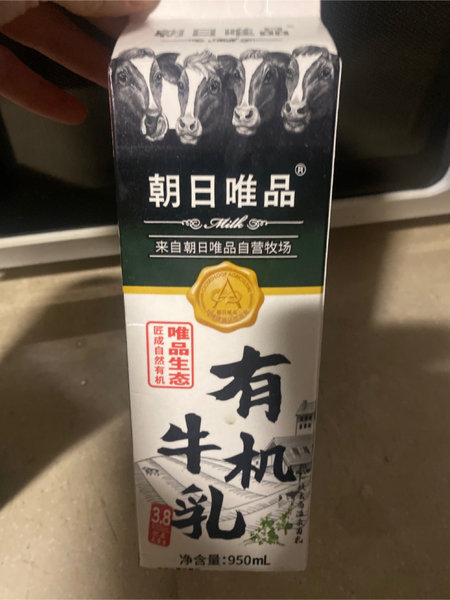 朝日唯品®
Milk
来自朝日唯品自营牧场
唯品生态
匠成自然有机
有机
牛乳
3.8
净含量:950mL